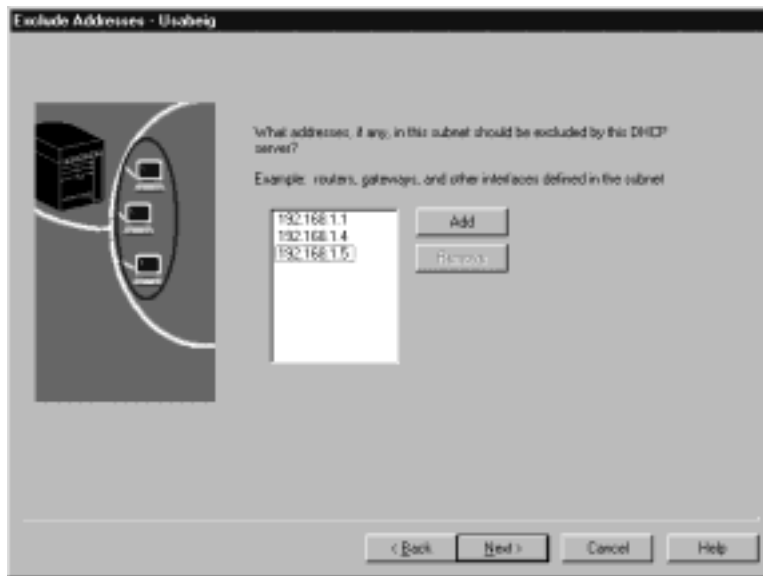 Exclude Addresses - Usabeig
What addresses, if any, in this subnet should be excluded by this DHCP
server?
Example: routers, gateways, and other interfaces defined in the subnet
192.168.1.1
192.168.1.4
192.168.1.5
Add
Remove
< Back
Next >
Cancel
Help